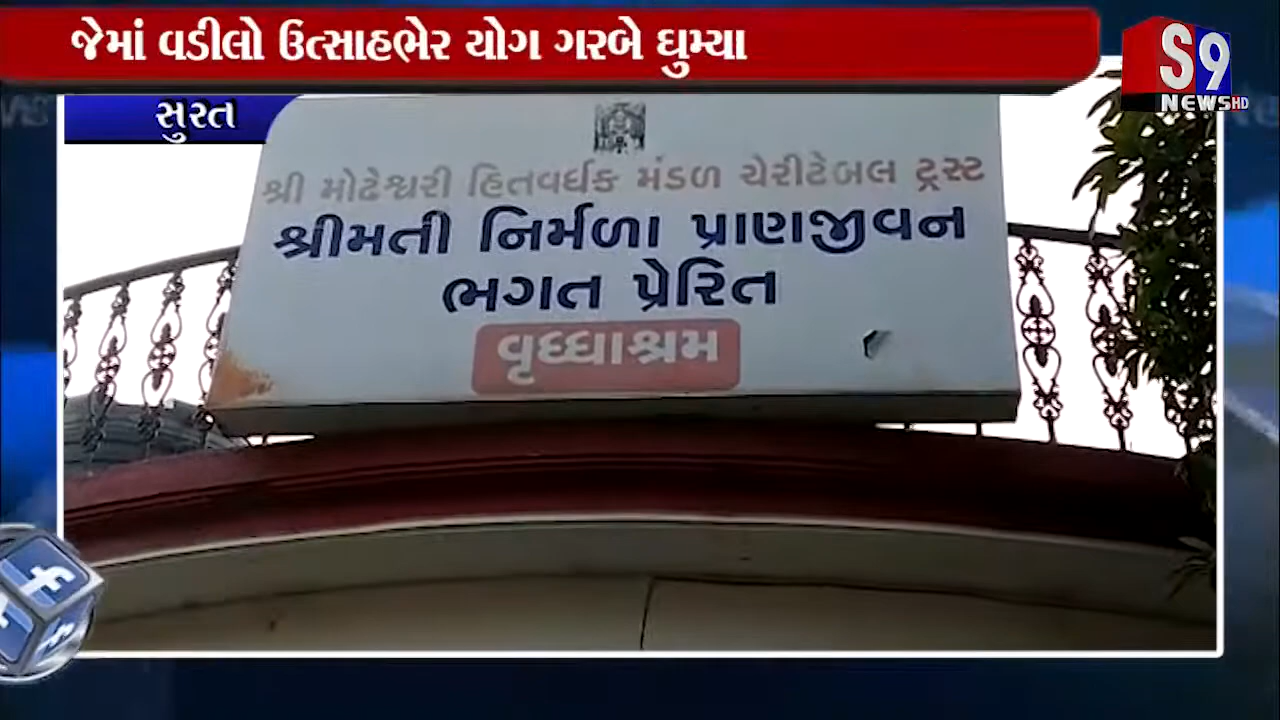 જેમાં વડીલો ઉત્સાહભેર યોગ ગરબે ઘુમ્યા
S9
NEWS HD
સુરત
શ્રી મોઢેશ્વરી હિતવર્ધક મંડળ ચેરીટેબલ ટ્રસ્ટ
શ્રીમતી નિર્મળા પ્રાણજીવન
ભગત પ્રેરિત
વૃધ્ધાશ્રમ